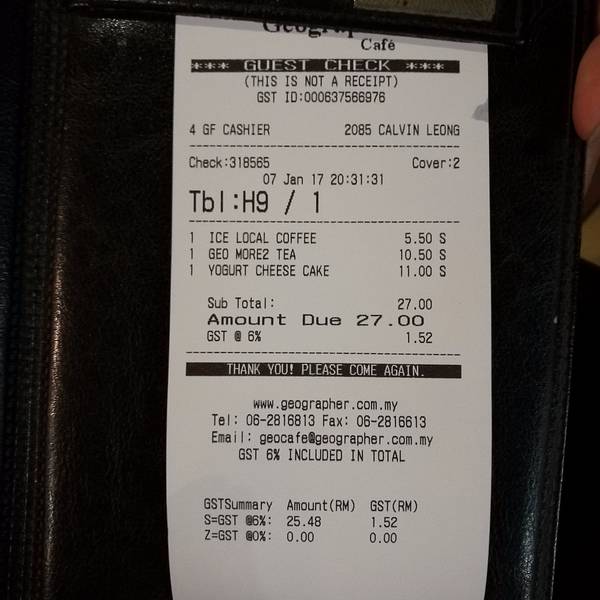 Café
*** GUEST CHECK ***
(THIS IS NOT A RECEIPT)
GST ID:000637566976
4 GF CASHIER 2085 CALVIN LEONG
Check:318565 Cover:2
07 Jan 17 20:31:31
Tbl:H9 / 1
1 ICE LOCAL COFFEE 5.50 S
1 GEO MORE2 TEA 10.50 S
1 YOGURT CHEESE CAKE 11.00 S
Sub Total: 27.00
Amount Due 27.00
GST @ 6% 1.52
THANK YOU! PLEASE COME AGAIN.
www.geographer.com.my
Tel: 06-2816813 Fax: 06-2816613
Email: geocafe@geographer.com.my
GST 6% INCLUDED IN TOTAL
GSTSummary Amount(RM) GST(RM)
S=GST @6%: 25.48 1.52
Z=GST @0%: 0.00 0.00